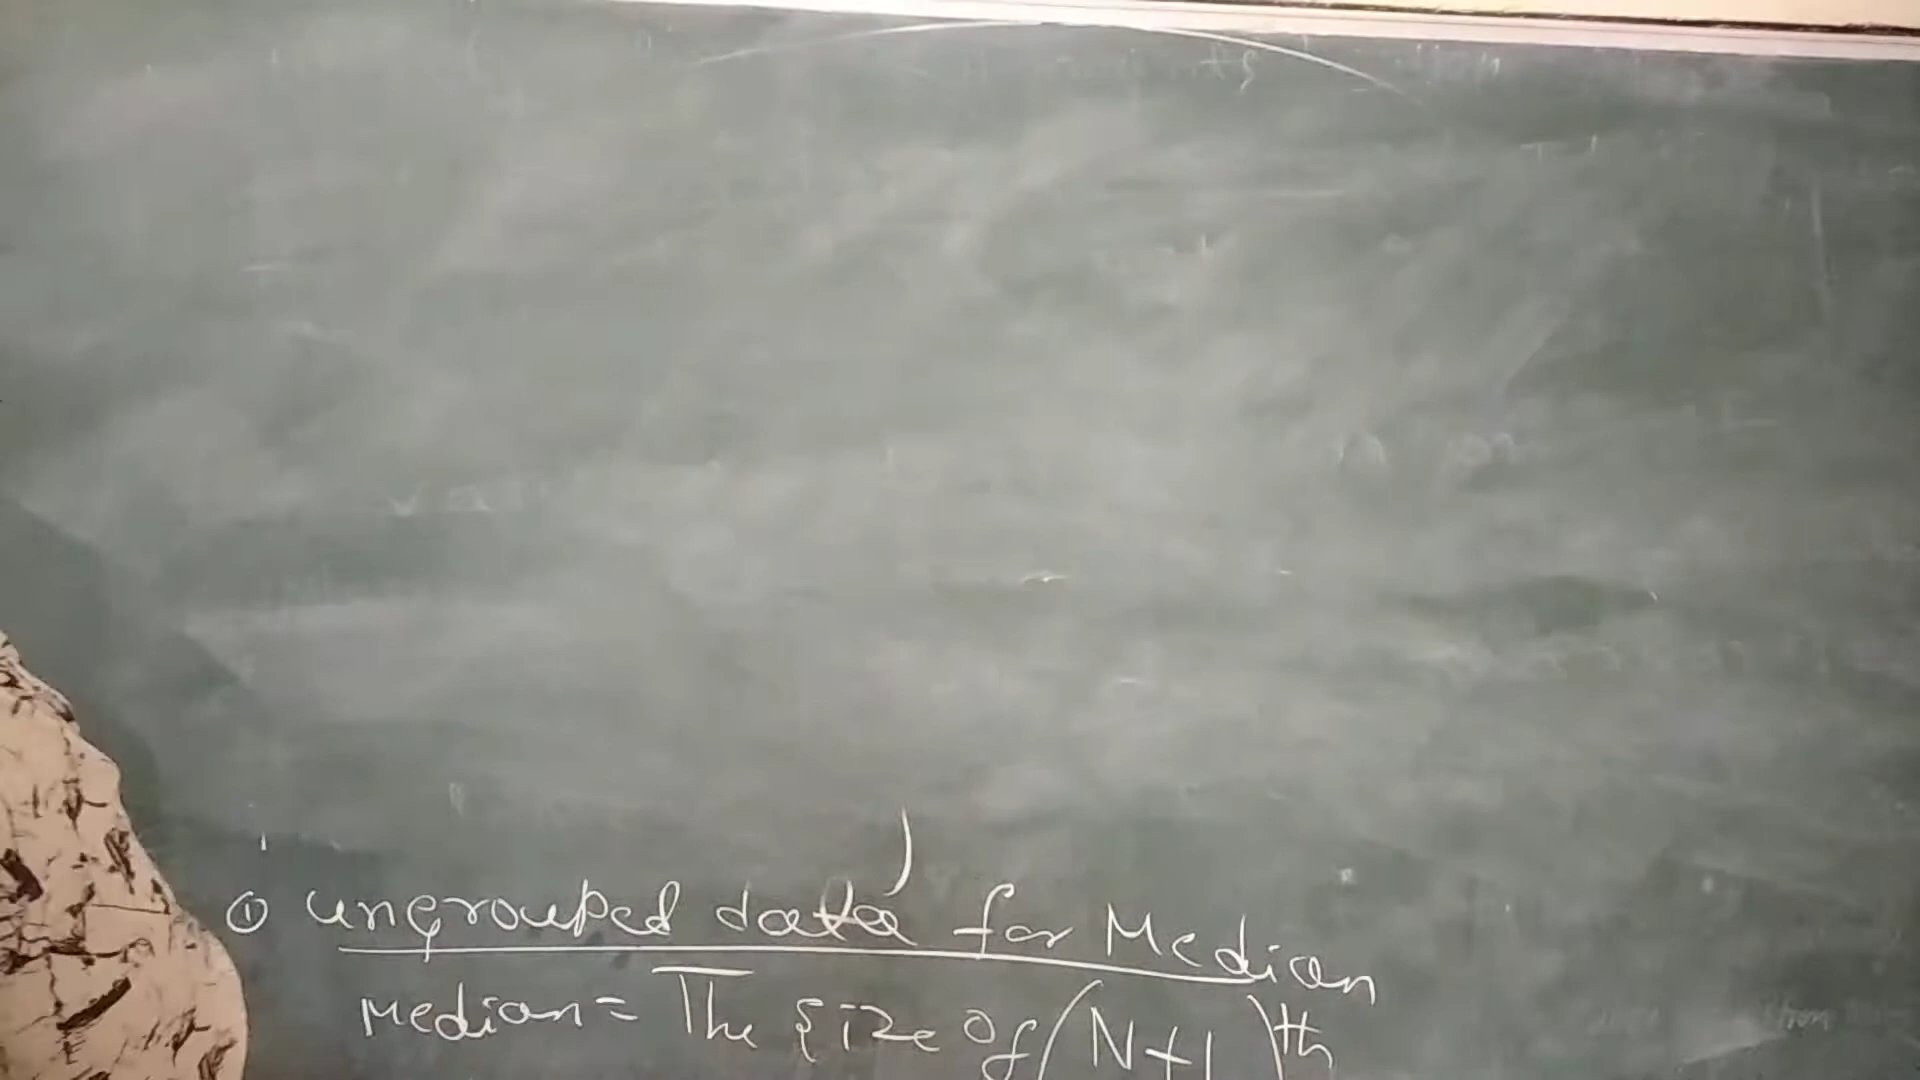 ① ungrouped data for Median
Median = The size of (N+1)th